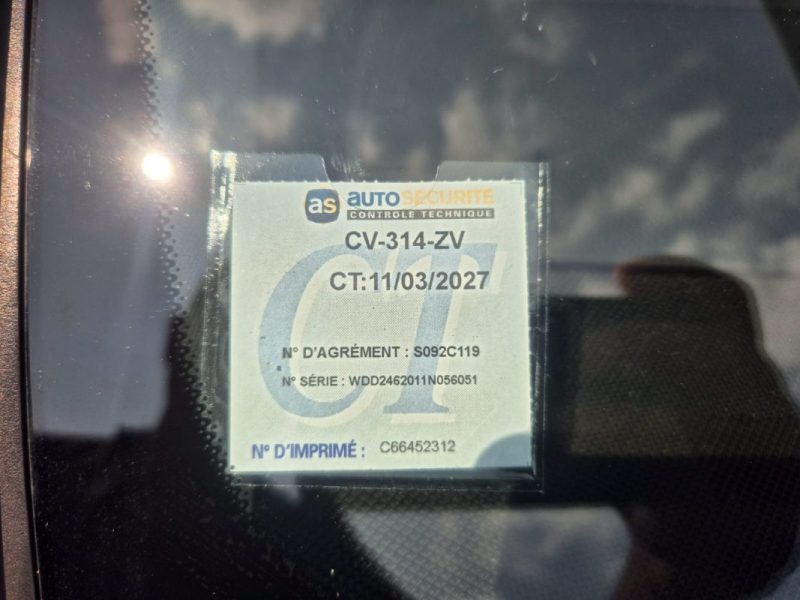 as AUTOSECURITE
CONTROLE TECHNIQUE
CV-314-ZV
CT:11/03/2027
CT
N° D'AGRÉMENT : S092C119
N° SÉRIE : WDD2462011N056051
N° D'IMPRIMÉ : C66452312